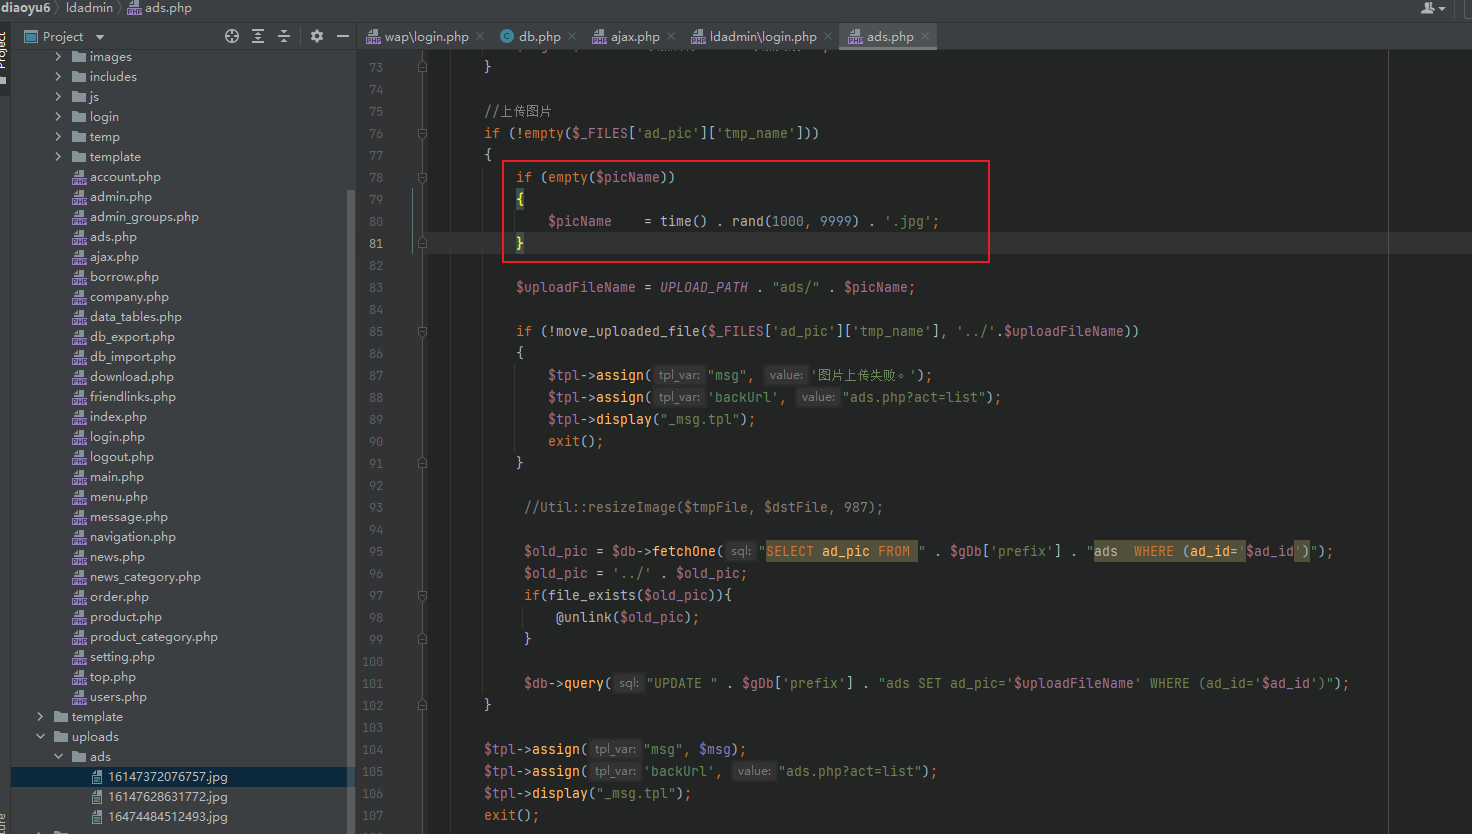 diaoyu6 ldadmin ads.php
Project
wap\login.php db.php ajax.php ldadmin\login.php ads.php
images
includes
js
login
temp
template
account.php
admin.php
admin_groups.php
ads.php
ajax.php
borrow.php
company.php
data_tables.php
db_export.php
db_import.php
download.php
friendlinks.php
index.php
login.php
logout.php
main.php
menu.php
message.php
navigation.php
news.php
news_category.php
order.php
product.php
product_category.php
setting.php
top.php
users.php
template
uploads
ads
16147372076757.jpg
16147628631772.jpg
16474484512493.jpg
73 }
74
75 //上传图片
76 if (!empty($_FILES['ad_pic']['tmp_name']))
77 {
78 if (empty($picName))
79 {
80 $picName = time() . rand(1000, 9999) . '.jpg';
81 }
82
83 $uploadFileName = UPLOAD_PATH . "ads/" . $picName;
84
85 if (!move_uploaded_file($_FILES['ad_pic']['tmp_name'], '../'.$uploadFileName))
86 {
87 $tpl->assign( tpl_var: "msg", value: '图片上传失败。');
88 $tpl->assign( tpl_var: 'backUrl', value: "ads.php?act=list");
89 $tpl->display("_msg.tpl");
90 exit();
91 }
92
93 //Util::resizeImage($tmpFile, $dstFile, 987);
94
95 $old_pic = $db->fetchOne( sql: "SELECT ad_pic FROM " . $gDb['prefix'] . "ads WHERE (ad_id='$ad_id')");
96 $old_pic = '../' . $old_pic;
97 if(file_exists($old_pic)){
98 @unlink($old_pic);
99 }
100
101 $db->query( sql: "UPDATE " . $gDb['prefix'] . "ads SET ad_pic='$uploadFileName' WHERE (ad_id='$ad_id')");
102 }
103
104 $tpl->assign( tpl_var: "msg", $msg);
105 $tpl->assign( tpl_var: 'backUrl', value: "ads.php?act=list");
106 $tpl->display("_msg.tpl");
107 exit();